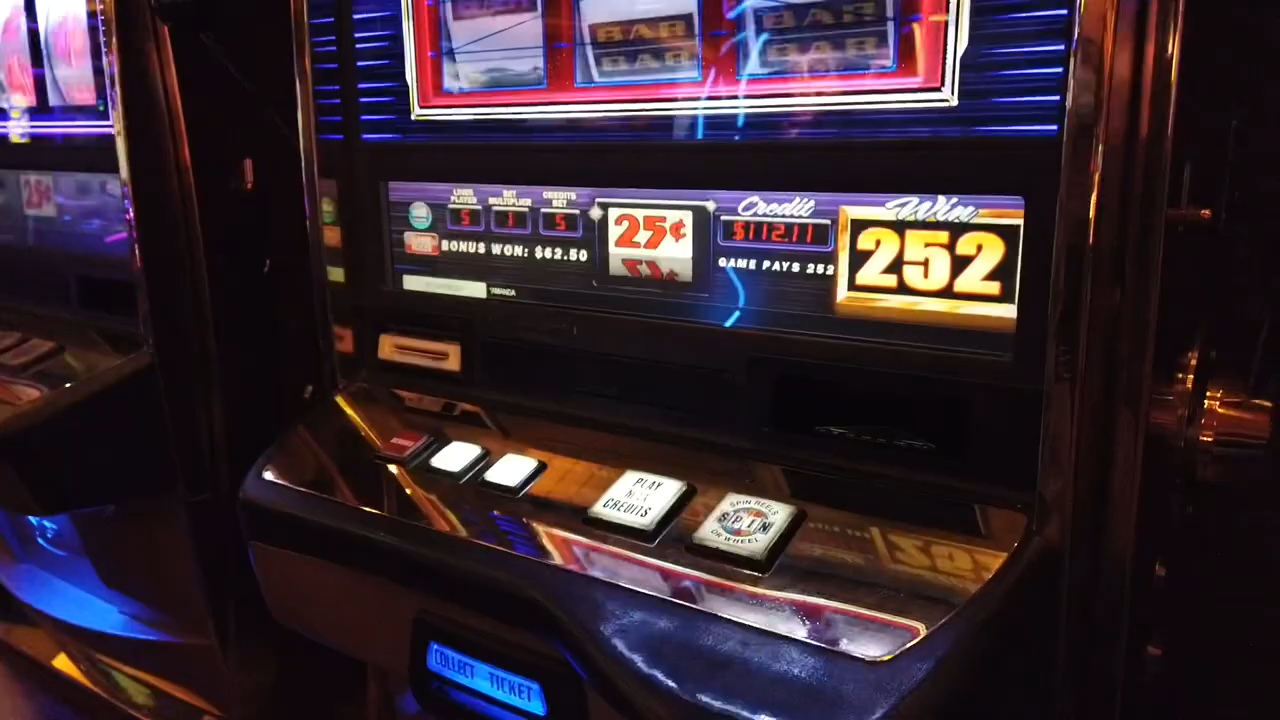 BAR
BAR
BAR
BAR
25¢
LINES PLAYED
BET MULTIPLIER
CREDITS BET
5
1
5
BONUS WON: $62.50
25¢
Credit
$112.11
GAME PAYS 252
Win
252
PLAY
MAX
CREDITS
SPIN REELS
SPIN
OR WHEEL
COLLECT TICKET